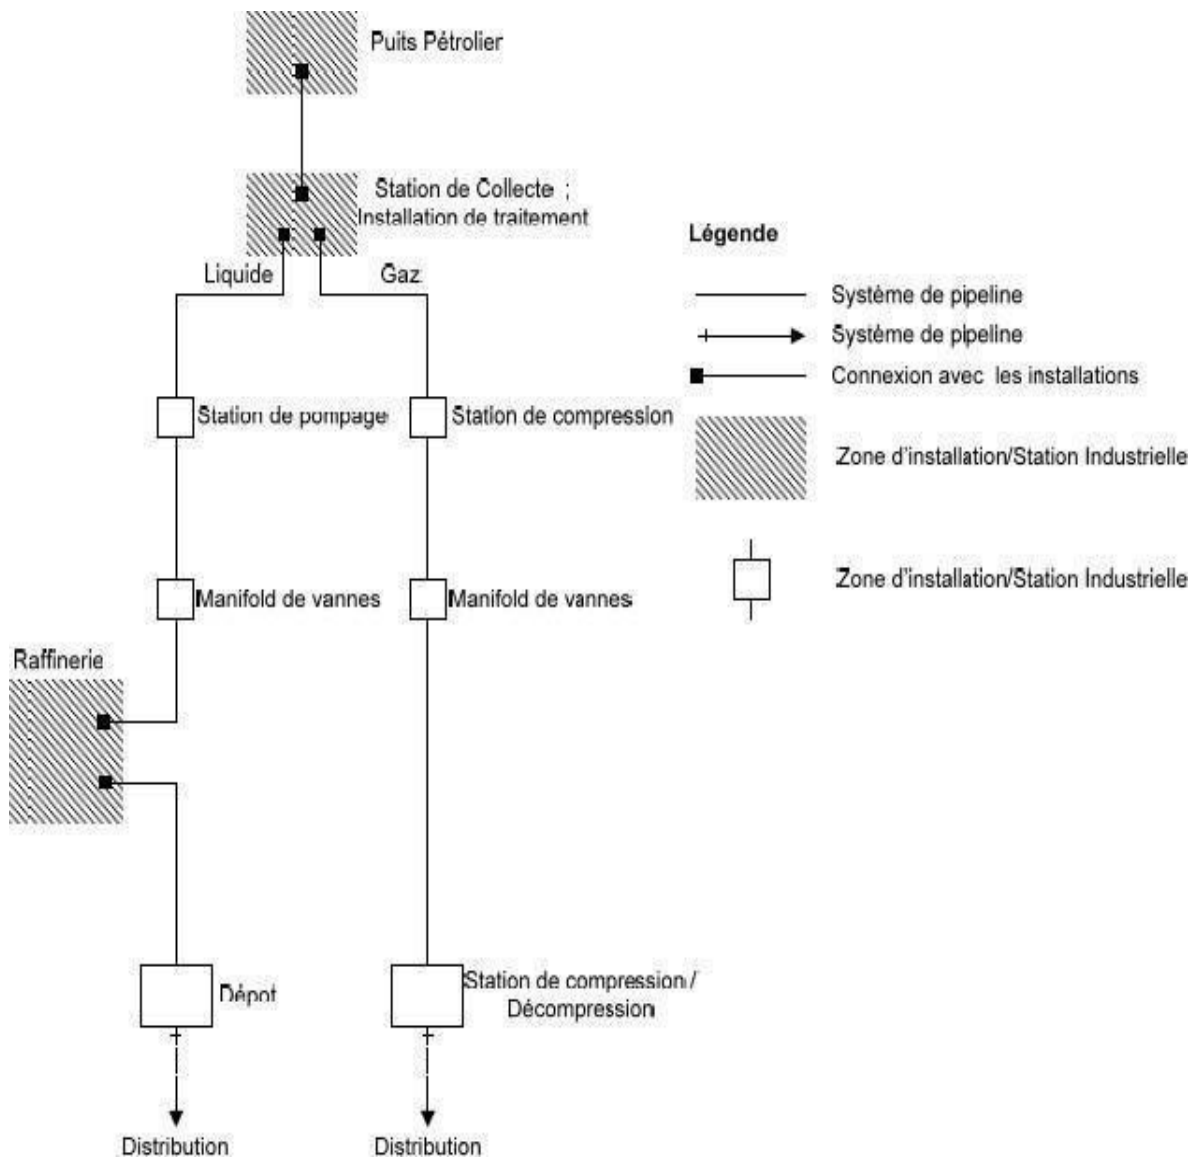 Puits Pétrolier
Station de Collecte ;
Installation de traitement
Liquide
Gaz
Station de pompage
Station de compression
Manifold de vannes
Manifold de vannes
Raffinerie
Dépot
Station de compression /
Décompression
Distribution
Distribution
Légende
Système de pipeline
Système de pipeline
Connexion avec les installations
Zone d'installation/Station Industrielle
Zone d'installation/Station Industrielle